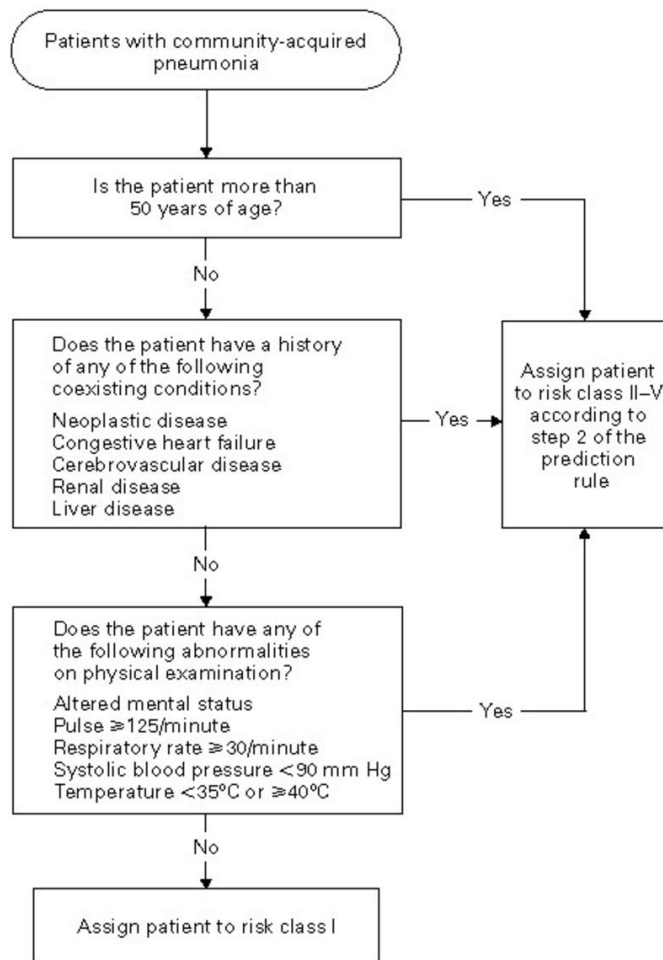 Patients with community-acquired
pneumonia
Is the patient more than
50 years of age?
Yes
No
Does the patient have a history
of any of the following
coexisting conditions?
Neoplastic disease
Congestive heart failure
Cerebrovascular disease
Renal disease
Liver disease
Yes
Assign patient
to risk class II–V
according to
step 2 of the
prediction
rule
No
Does the patient have any of
the following abnormalities
on physical examination?
Altered mental status
Pulse ≥125/minute
Respiratory rate ≥30/minute
Systolic blood pressure <90 mm Hg
Temperature <35°C or ≥40°C
Yes
No
Assign patient to risk class I